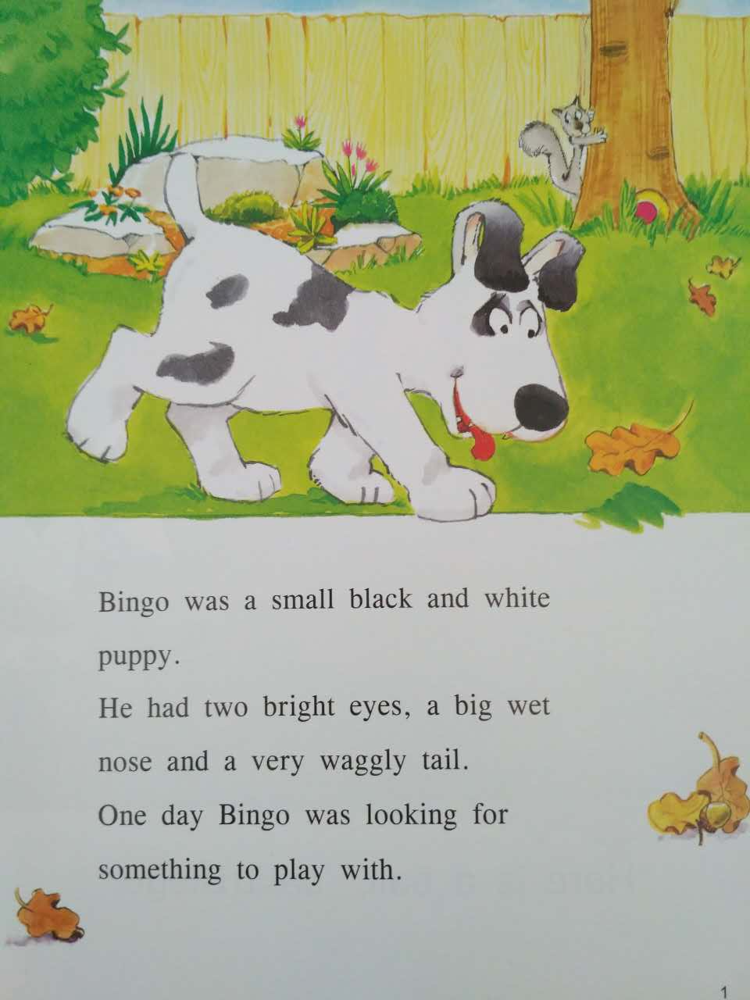 Bingo was a small black and white
puppy.
He had two bright eyes, a big wet
nose and a very waggly tail.
One day Bingo was looking for
something to play with.
1